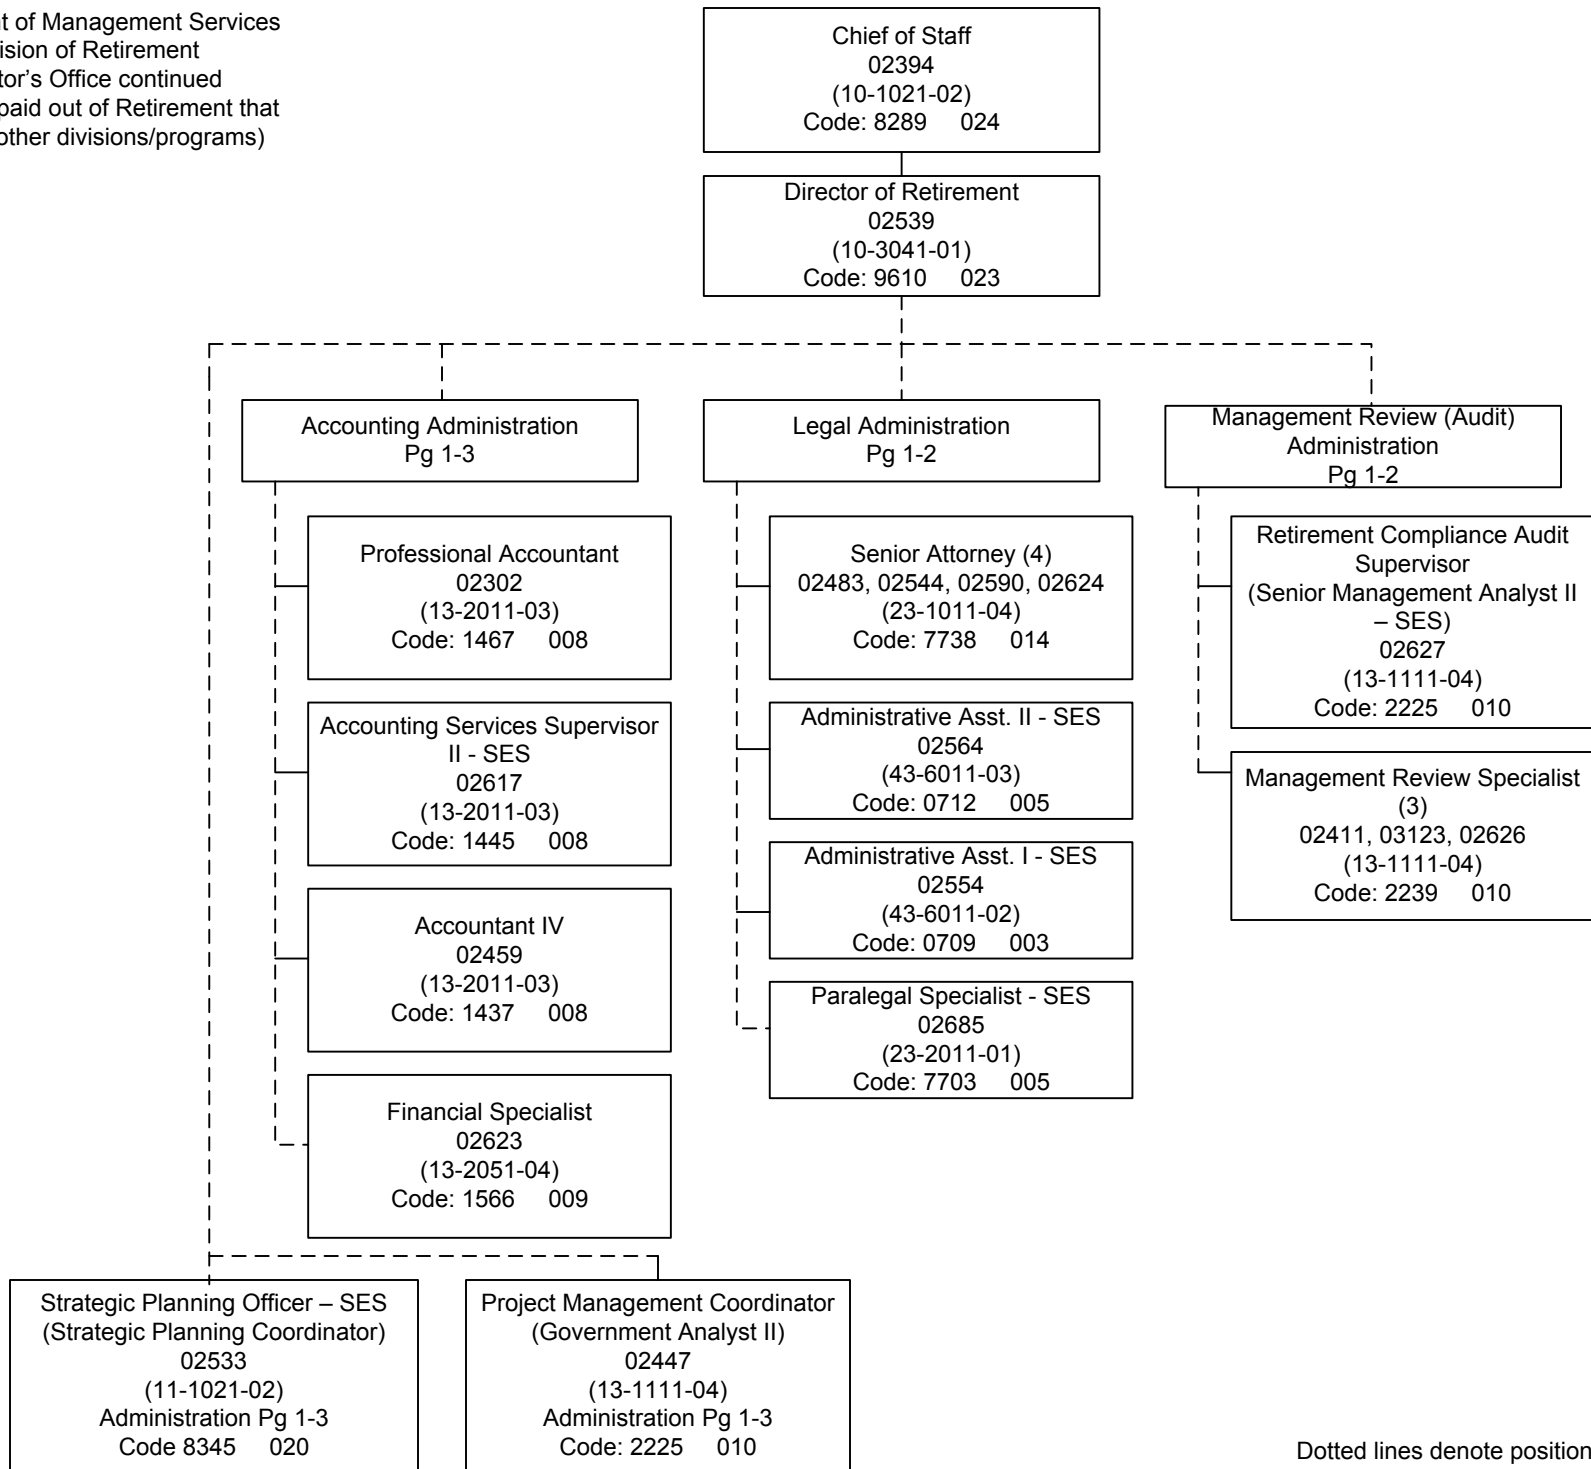 of Management Services
of Retirement
Office continued
paid out of Retirement that
other divisions/programs)
Chief of Staff
02394
(10-1021-02)
Code: 8289 024
Director of Retirement
02539
(10-3041-01)
Code: 9610 023
Accounting Administration
Pg 1-3
Legal Administration
Pg 1-2
Management Review (Audit)
Administration
Pg 1-2
Professional Accountant
02302
(13-2011-03)
Code: 1467 008
Accounting Services Supervisor
II - SES
02617
(13-2011-03)
Code: 1445 008
Accountant IV
02459
(13-2011-03)
Code: 1437 008
Financial Specialist
02623
(13-2051-04)
Code: 1566 009
Senior Attorney (4)
02483, 02544, 02590, 02624
(23-1011-04)
Code: 7738 014
Administrative Asst. II - SES
02564
(43-6011-03)
Code: 0712 005
Administrative Asst. I - SES
02554
(43-6011-02)
Code: 0709 003
Paralegal Specialist - SES
02685
(23-2011-01)
Code: 7703 005
Retirement Compliance Audit
Supervisor
(Senior Management Analyst II
– SES)
02627
(13-1111-04)
Code: 2225 010
Management Review Specialist
(3)
02411, 03123, 02626
(13-1111-04)
Code: 2239 010
Strategic Planning Officer – SES
(Strategic Planning Coordinator)
02533
(11-1021-02)
Administration Pg 1-3
Code 8345 020
Project Management Coordinator
(Government Analyst II)
02447
(13-1111-04)
Administration Pg 1-3
Code: 2225 010
Dotted lines denote position